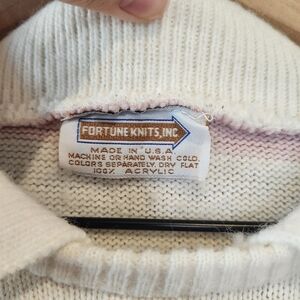 FORTUNE KNITS, INC.
MADE IN U.S.A
MACHINE OR HAND WASH COLD,
COLORS SEPARATELY, DRY FLAT
100% ACRYLIC